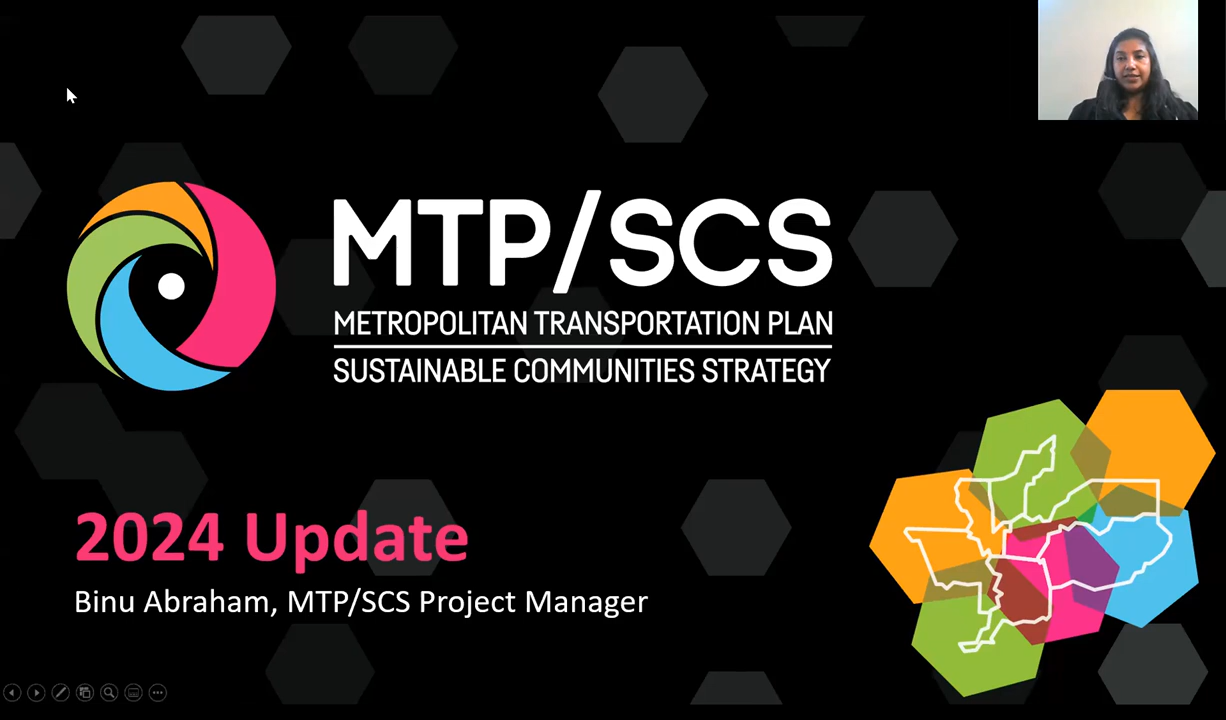 MTP/SCS
METROPOLITAN TRANSPORTATION PLAN
SUSTAINABLE COMMUNITIES STRATEGY
2024 Update
Binu Abraham, MTP/SCS Project Manager